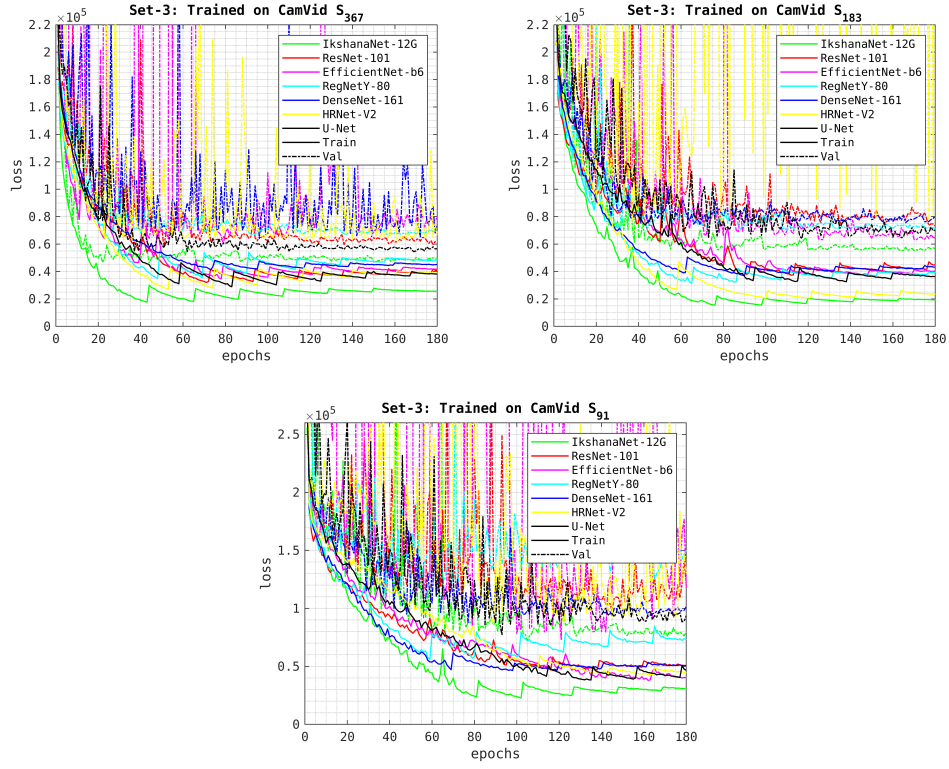 Set-3: Trained on CamVid S367
×10^5
2.2
2
1.8
1.6
1.4
1.2
1
0.8
0.6
0.4
0.2
0
loss
IkshanaNet-12G
ResNet-101
EfficientNet-b6
RegNetY-80
DenseNet-161
HRNet-V2
U-Net
Train
Val
0 20 40 60 80 100 120 140 160 180
epochs
Set-3: Trained on CamVid S183
×10^5
2.2
2
1.8
1.6
1.4
1.2
1
0.8
0.6
0.4
0.2
0
loss
IkshanaNet-12G
ResNet-101
EfficientNet-b6
RegNetY-80
DenseNet-161
HRNet-V2
U-Net
Train
Val
0 20 40 60 80 100 120 140 160 180
epochs
Set-3: Trained on CamVid S91
×10^5
2.5
2
1.5
1
0.5
0
loss
IkshanaNet-12G
ResNet-101
EfficientNet-b6
RegNetY-80
DenseNet-161
HRNet-V2
U-Net
Train
Val
0 20 40 60 80 100 120 140 160 180
epochs